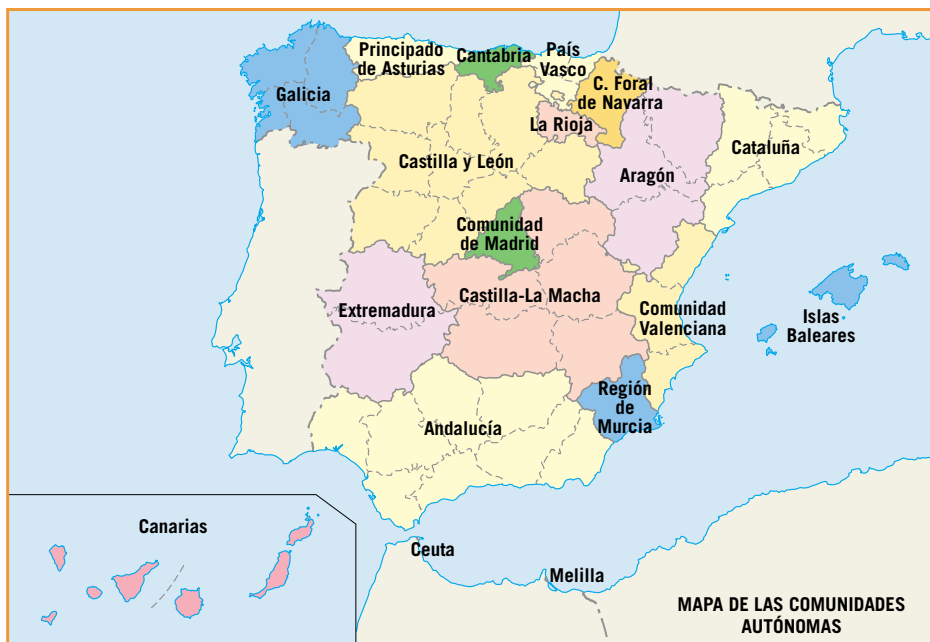 Principado
de Asturias
Cantabria
País
Vasco
C. Foral
de Navarra
Galicia
La Rioja
Cataluña
Castilla y León
Aragón
Comunidad
de Madrid
Extremadura
Castilla-La Macha
Comunidad
Valenciana
Islas
Baleares
Región
de
Murcia
Andalucía
Canarias
Ceuta
Melilla
MAPA DE LAS COMUNIDADES
AUTÓNOMAS